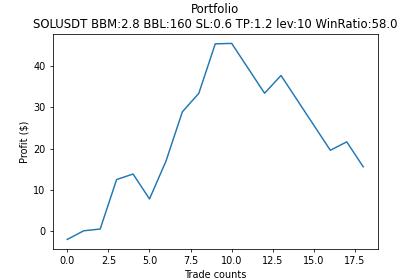 Portfolio
SOLUSDT BBM:2.8 BBL:160 SL:0.6 TP:1.2 lev:10 WinRatio:58.0
40
30
20
10
0
Profit ($)
0.0 2.5 5.0 7.5 10.0 12.5 15.0 17.5
Trade counts